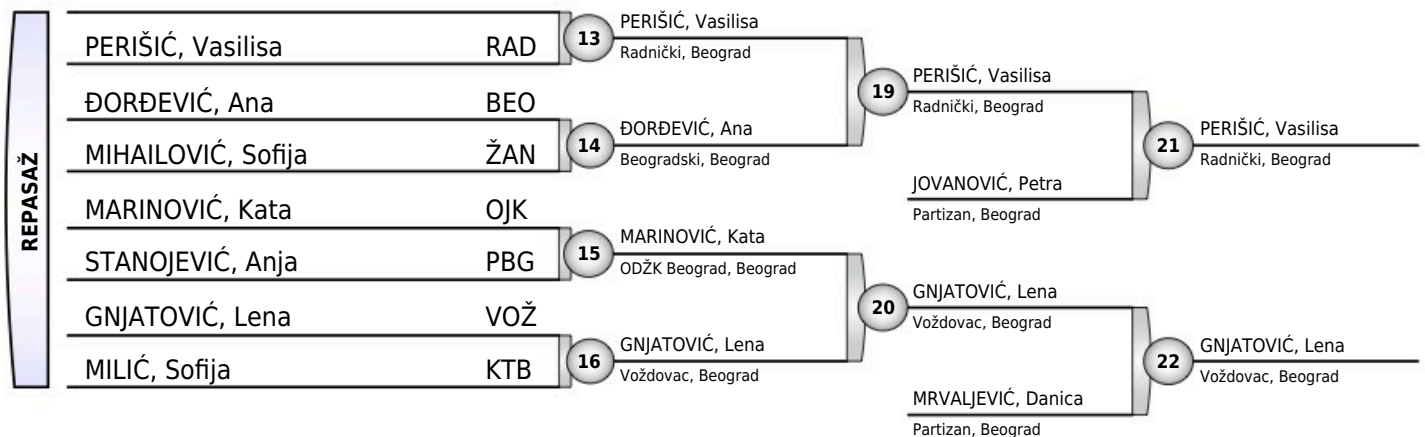 REPASAŽ
PERIŠIĆ, Vasilisa RAD
ĐORĐEVIĆ, Ana BEO
MIHAILOVIĆ, Sofija ŽAN
MARINOVIĆ, Kata OJK
STANOJEVIĆ, Anja PBG
GNJATOVIĆ, Lena VOŽ
MILIĆ, Sofija KTB
13
PERIŠIĆ, Vasilisa
Radnički, Beograd
14
ĐORĐEVIĆ, Ana
Beogradski, Beograd
15
MARINOVIĆ, Kata
ODŽK Beograd, Beograd
16
GNJATOVIĆ, Lena
Voždovac, Beograd
19
PERIŠIĆ, Vasilisa
Radnički, Beograd
JOVANOVIĆ, Petra
Partizan, Beograd
20
GNJATOVIĆ, Lena
Voždovac, Beograd
MRVALJEVIĆ, Danica
Partizan, Beograd
21
PERIŠIĆ, Vasilisa
Radnički, Beograd
22
GNJATOVIĆ, Lena
Voždovac, Beograd